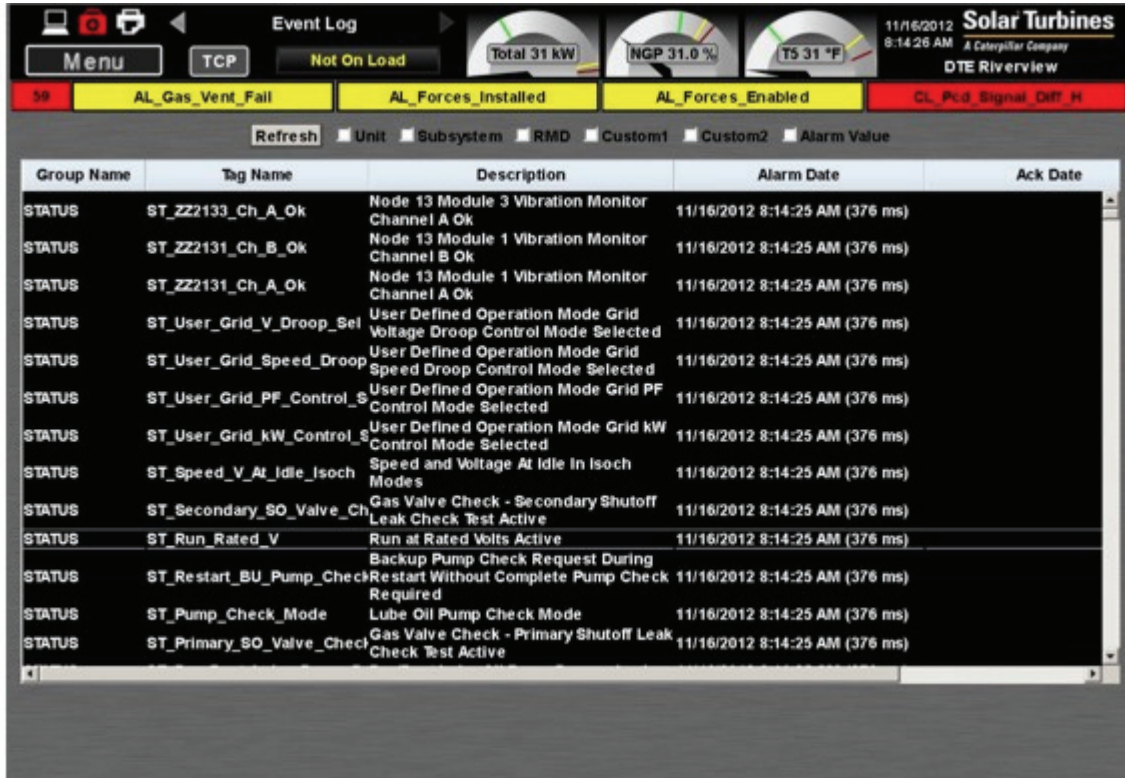 Event Log
11/16/2012
8:14:26 AM
Solar Turbines
A Caterpillar Company
DTE Riverview
Menu
TCP
Not On Load
Total 31 kW
NGP 31.0 %
T5 31 °F
59
AL_Gas_Vent_Fail
AL_Forces_Installed
AL_Forces_Enabled
CL_Pcd_Signal_Diff_H
Refresh Unit Subsystem RMD Custom1 Custom2 Alarm Value
Group Name Tag Name Description Alarm Date Ack Date
STATUS ST_ZZ2133_Ch_A_Ok Node 13 Module 3 Vibration Monitor
Channel A Ok 11/16/2012 8:14:25 AM (376 ms)
STATUS ST_ZZ2131_Ch_B_Ok Node 13 Module 1 Vibration Monitor
Channel B Ok 11/16/2012 8:14:25 AM (376 ms)
STATUS ST_ZZ2131_Ch_A_Ok Node 13 Module 1 Vibration Monitor
Channel A Ok 11/16/2012 8:14:25 AM (376 ms)
STATUS ST_User_Grid_V_Droop_Sel User Defined Operation Mode Grid
Voltage Droop Control Mode Selected 11/16/2012 8:14:25 AM (376 ms)
STATUS ST_User_Grid_Speed_Droop User Defined Operation Mode Grid
Speed Droop Control Mode Selected 11/16/2012 8:14:25 AM (376 ms)
STATUS ST_User_Grid_PF_Control_S User Defined Operation Mode Grid PF
Control Mode Selected 11/16/2012 8:14:25 AM (376 ms)
STATUS ST_User_Grid_kW_Control_S User Defined Operation Mode Grid kW
Control Mode Selected 11/16/2012 8:14:25 AM (376 ms)
STATUS ST_Speed_V_At_Idle_Isoch Speed and Voltage At Idle In Isoch
Modes 11/16/2012 8:14:25 AM (376 ms)
STATUS ST_Secondary_SO_Valve_Ch Gas Valve Check - Secondary Shutoff
Leak Check Test Active 11/16/2012 8:14:25 AM (376 ms)
STATUS ST_Run_Rated_V Run at Rated Volts Active 11/16/2012 8:14:25 AM (376 ms)
STATUS ST_Restart_BU_Pump_Check Backup Pump Check Request During
Restart Without Complete Pump Check 11/16/2012 8:14:25 AM (376 ms)
Required
STATUS ST_Pump_Check_Mode Lube Oil Pump Check Mode 11/16/2012 8:14:25 AM (376 ms)
STATUS ST_Primary_SO_Valve_Check Gas Valve Check - Primary Shutoff Leak
Check Test Active 11/16/2012 8:14:25 AM (376 ms)